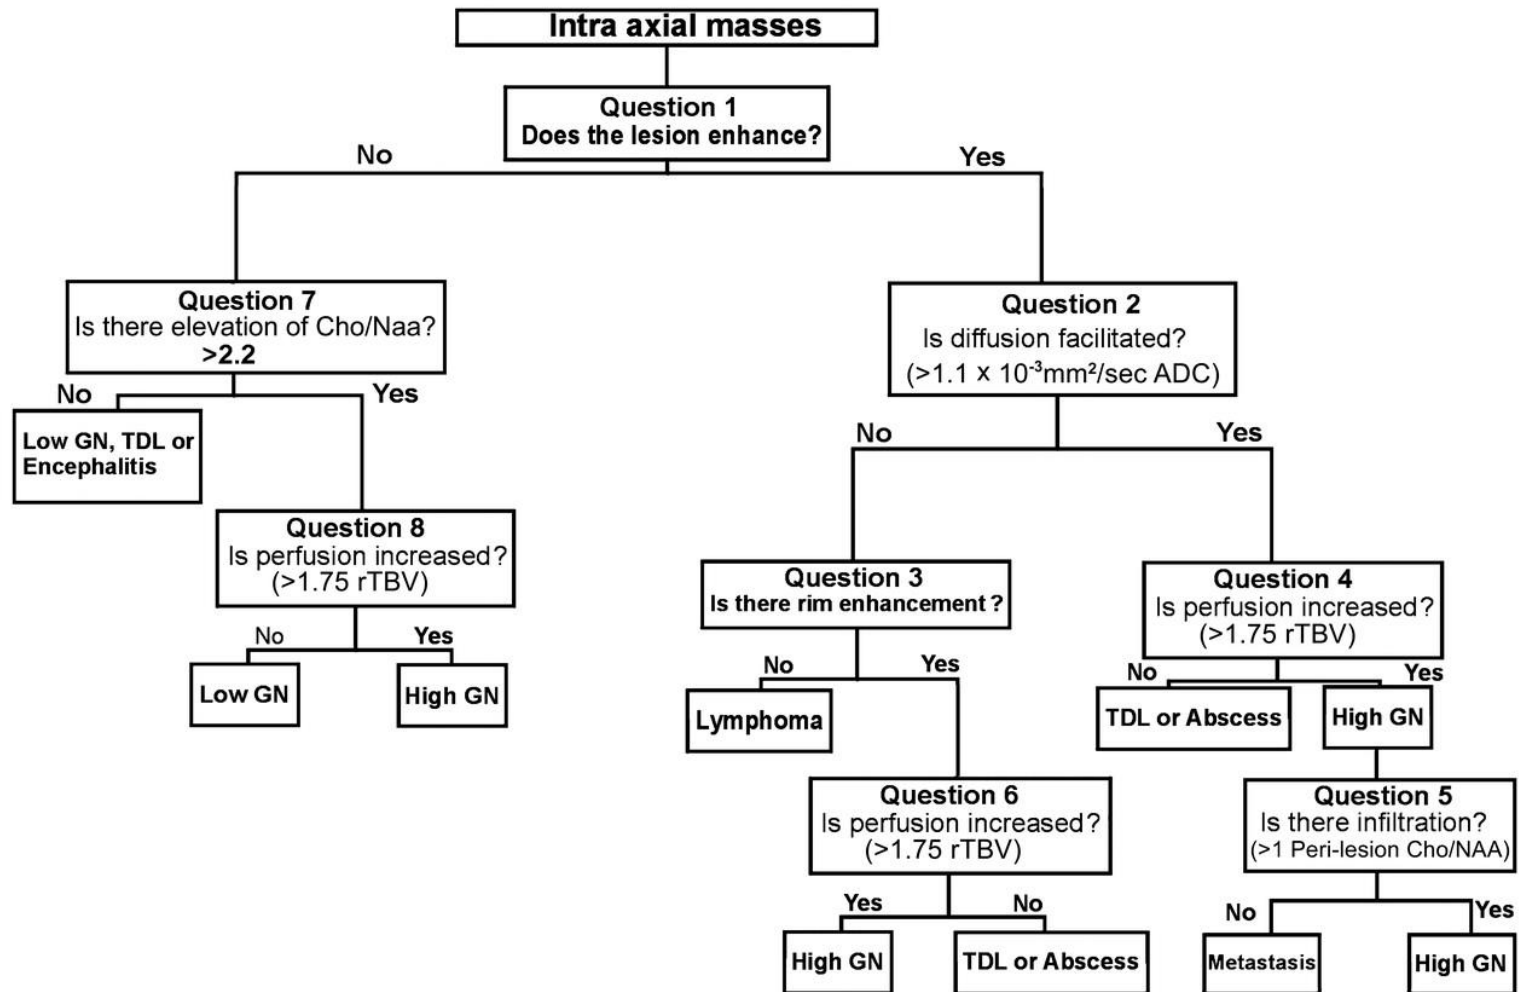 Intra axial masses
Question 1
Does the lesion enhance?
No
Yes
Question 7
Is there elevation of Cho/Naa?
>2.2
Question 2
Is diffusion facilitated?
(>1.1 x 10⁻³mm²/sec ADC)
No
Yes
Low GN, TDL or
Encephalitis
No
Yes
Question 8
Is perfusion increased?
(>1.75 rTBV)
No
Yes
Low GN
High GN
Question 3
Is there rim enhancement?
Question 4
Is perfusion increased?
(>1.75 rTBV)
No
Yes
Lymphoma
No
Yes
TDL or Abscess
High GN
Question 6
Is perfusion increased?
(>1.75 rTBV)
Question 5
Is there infiltration?
(>1 Peri-lesion Cho/NAA)
Yes
No
High GN
TDL or Abscess
No
Yes
Metastasis
High GN